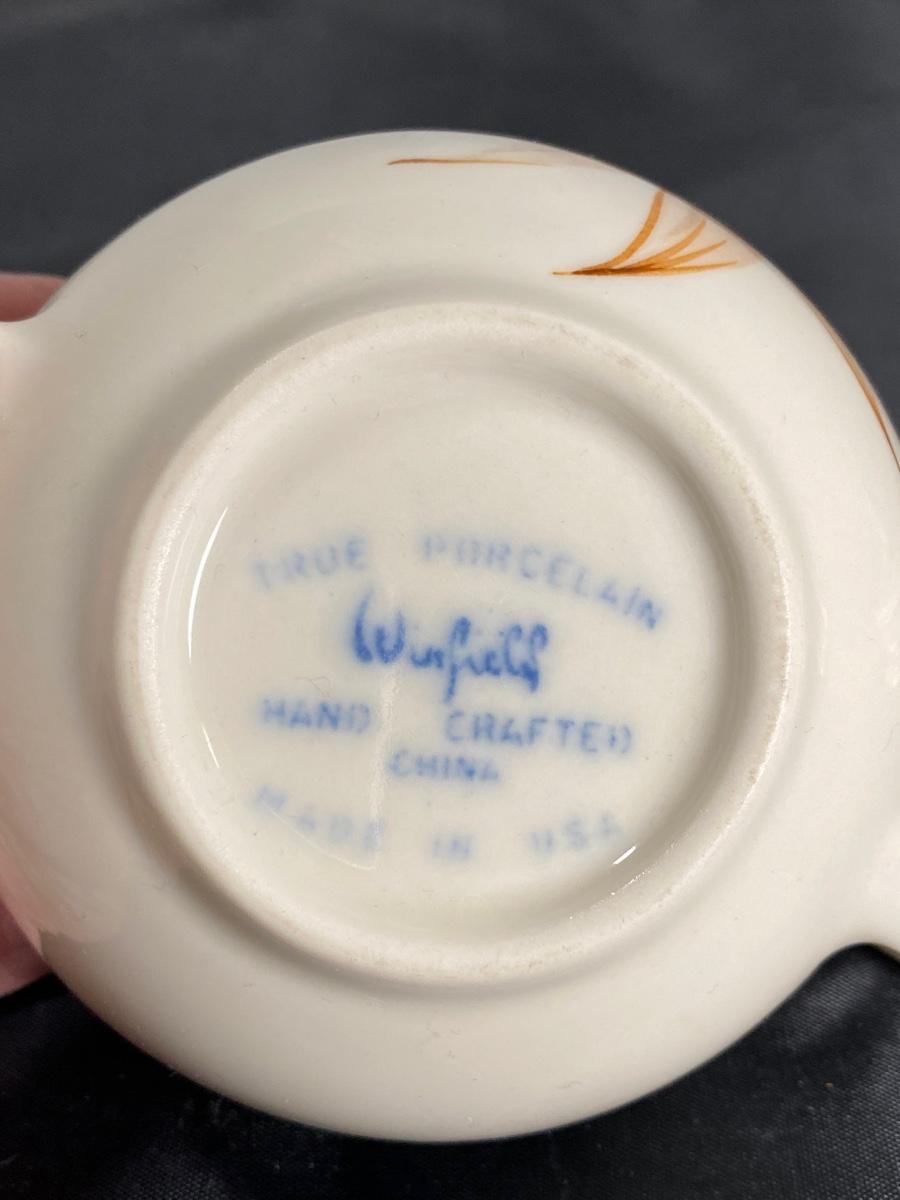 TRUE PORCELAIN
Winfield
HAND CRAFTED
CHINA
MADE IN USA